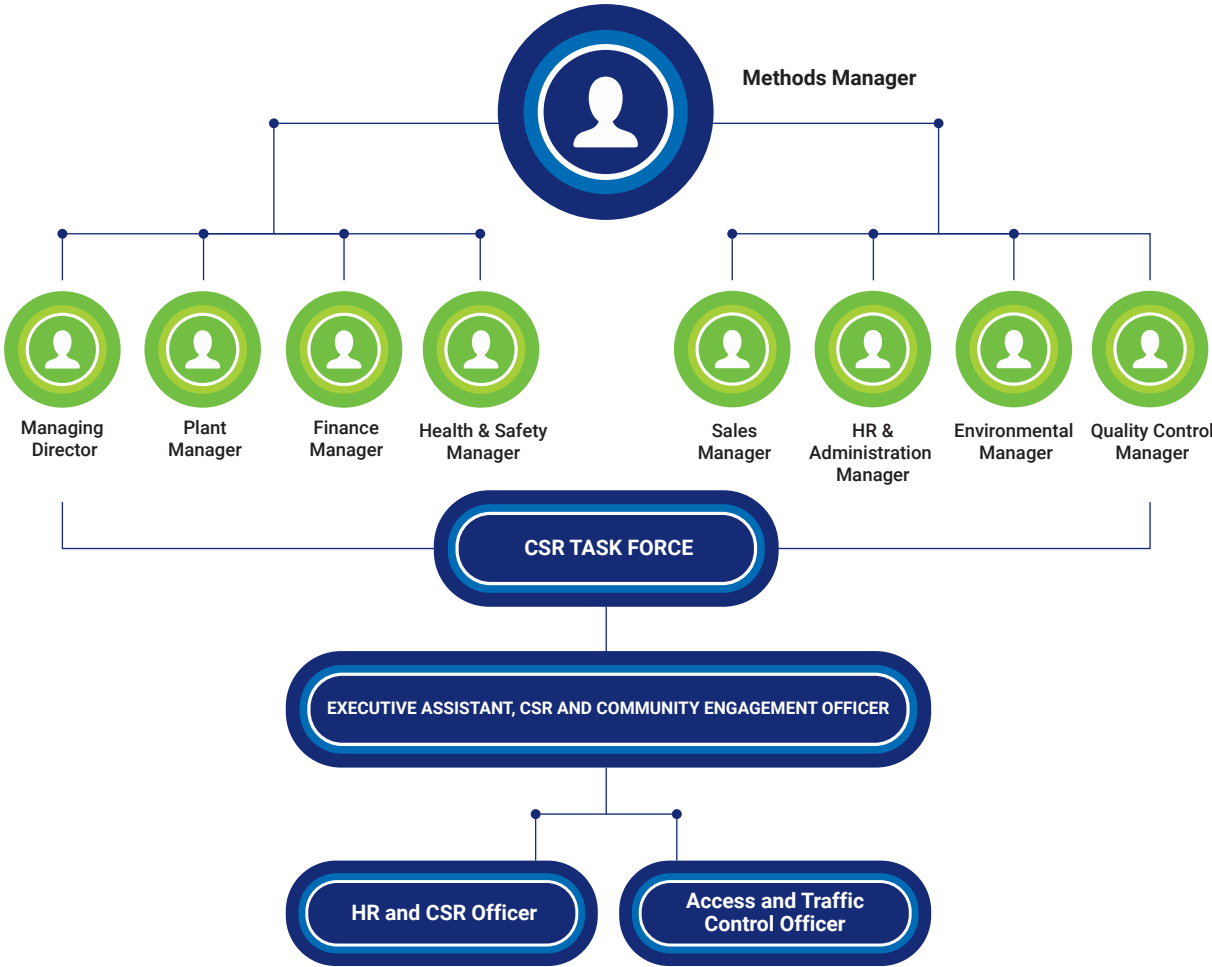 Methods Manager
Managing
Director
Plant
Manager
Finance
Manager
Health & Safety
Manager
Sales
Manager
HR &
Administration
Manager
Environmental
Manager
Quality Control
Manager
CSR TASK FORCE
EXECUTIVE ASSISTANT, CSR AND COMMUNITY ENGAGEMENT OFFICER
HR and CSR Officer
Access and Traffic
Control Officer